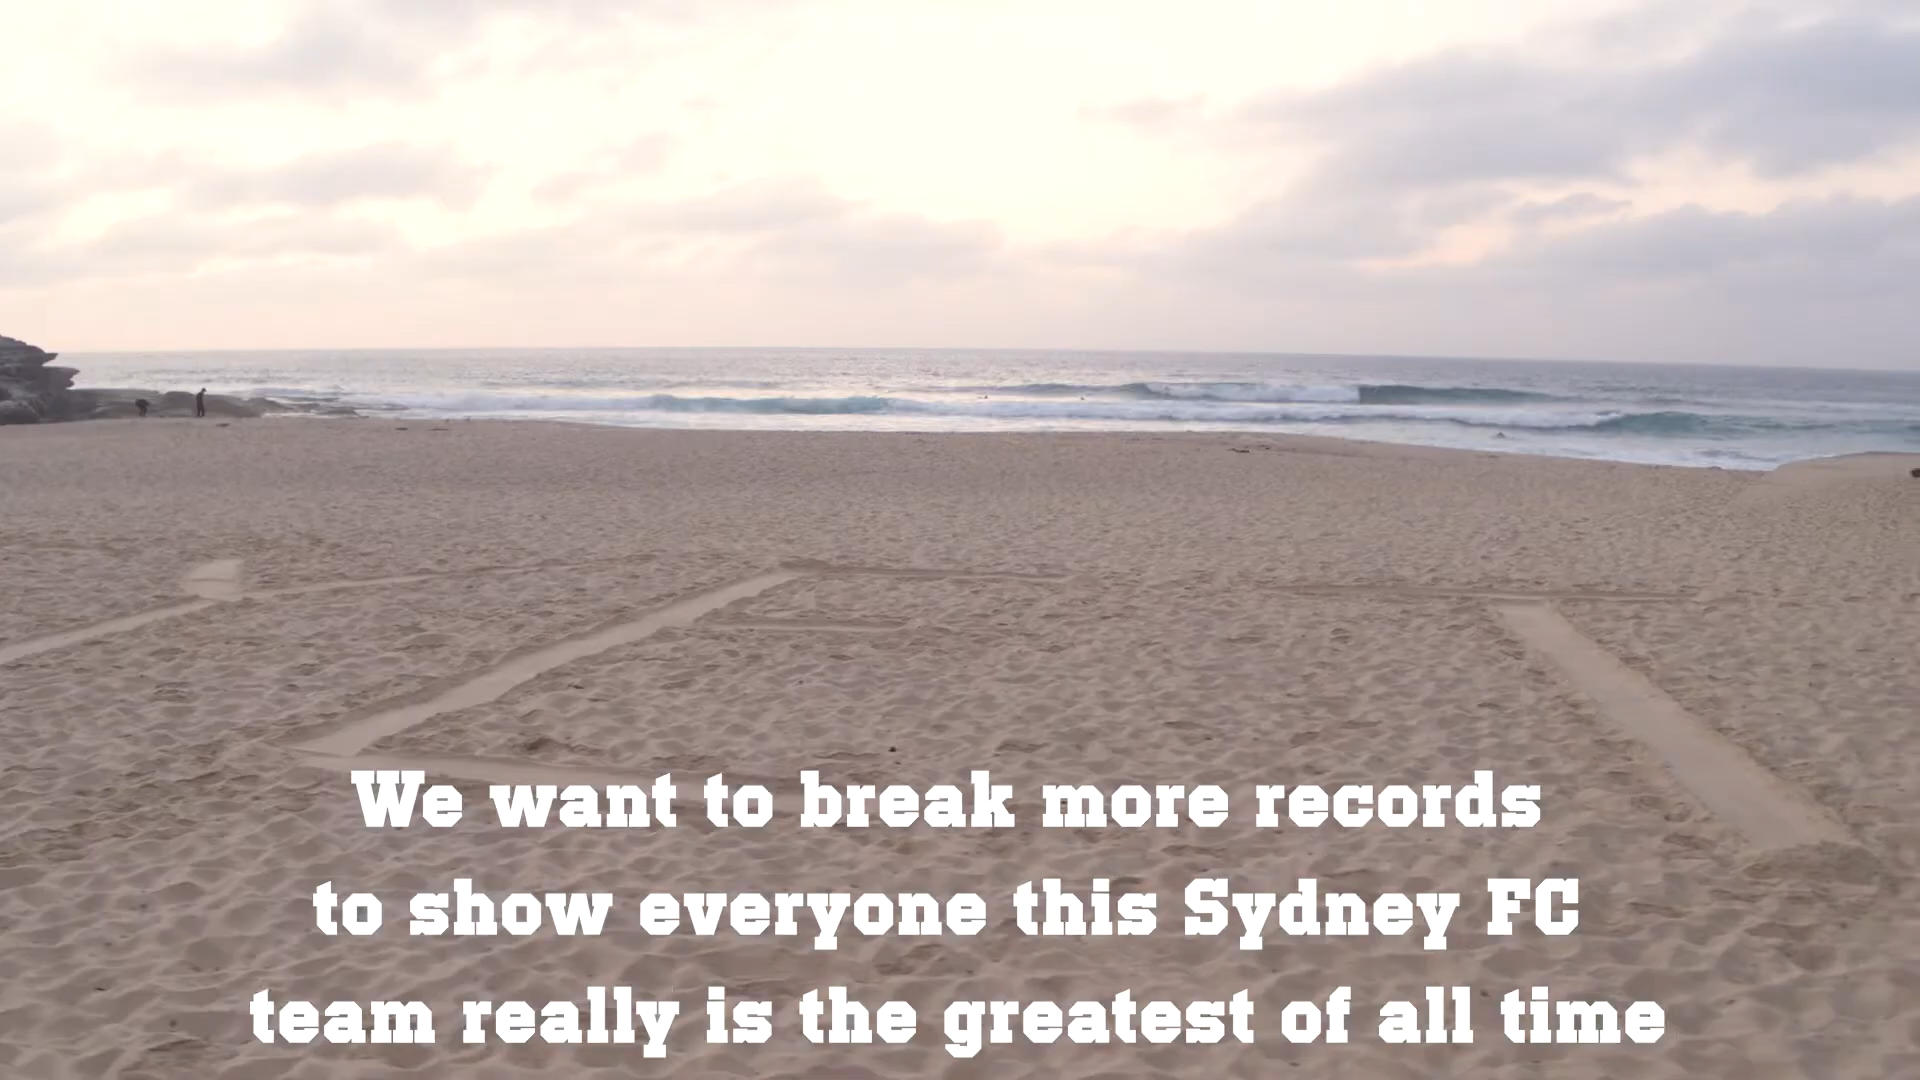 We want to break more records
to show everyone this Sydney FC
team really is the greatest of all time